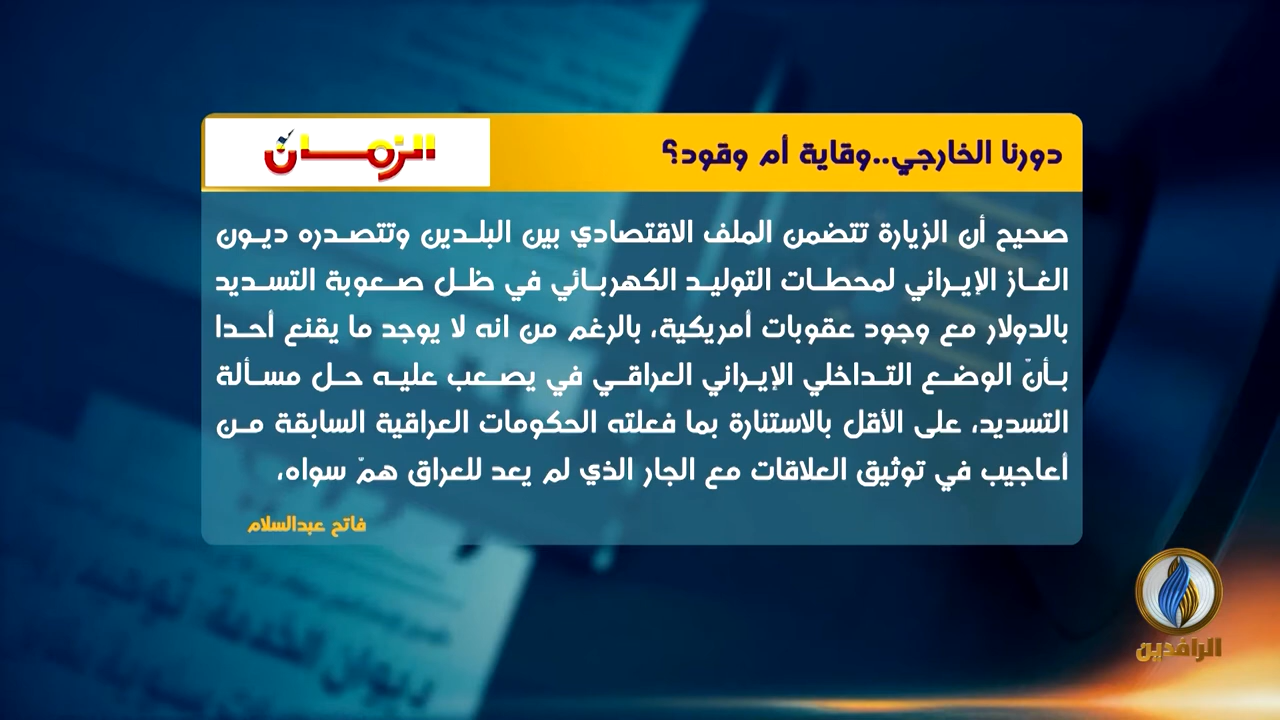 دورنا الخارجي..وقاية أم وقود؟
الزمان
صحيح أن الزيارة تتضمن الملف الاقتصادي بين البلدين وتتصدره ديون
الغاز الإيراني لمحطات التوليد الكهربائي في ظل صعوبة التسديد
بالدولار مع وجود عقوبات أمريكية، بالرغم من انه لا يوجد ما يقنع أحدا
بأنّ الوضع التداخلي الإيراني العراقي في يصعب عليه حل مسألة
التسديد، على الأقل بالاستنارة بما فعلته الحكومات العراقية السابقة من
أعاجيب في توثيق العلاقات مع الجار الذي لم يعد للعراق همّ سواه،
فاتح عبدالسلام
الرافدين